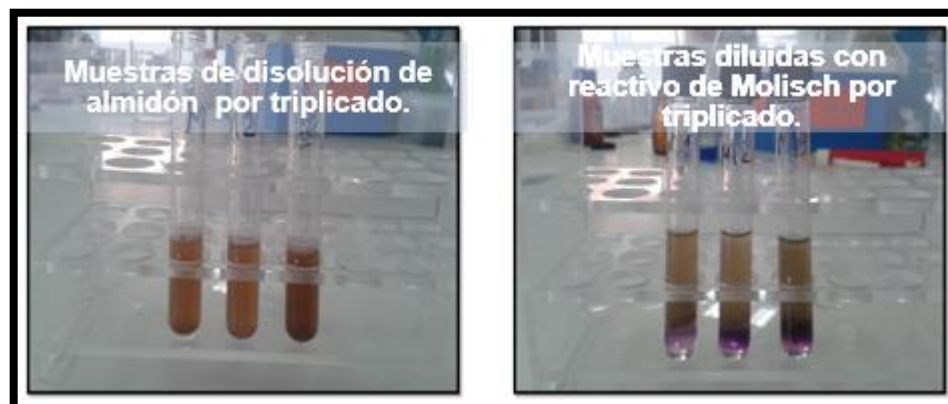 Muestras de disolución de
almidón por triplicado.
Muestras diluidas con
reactivo de Molisch por
triplicado.